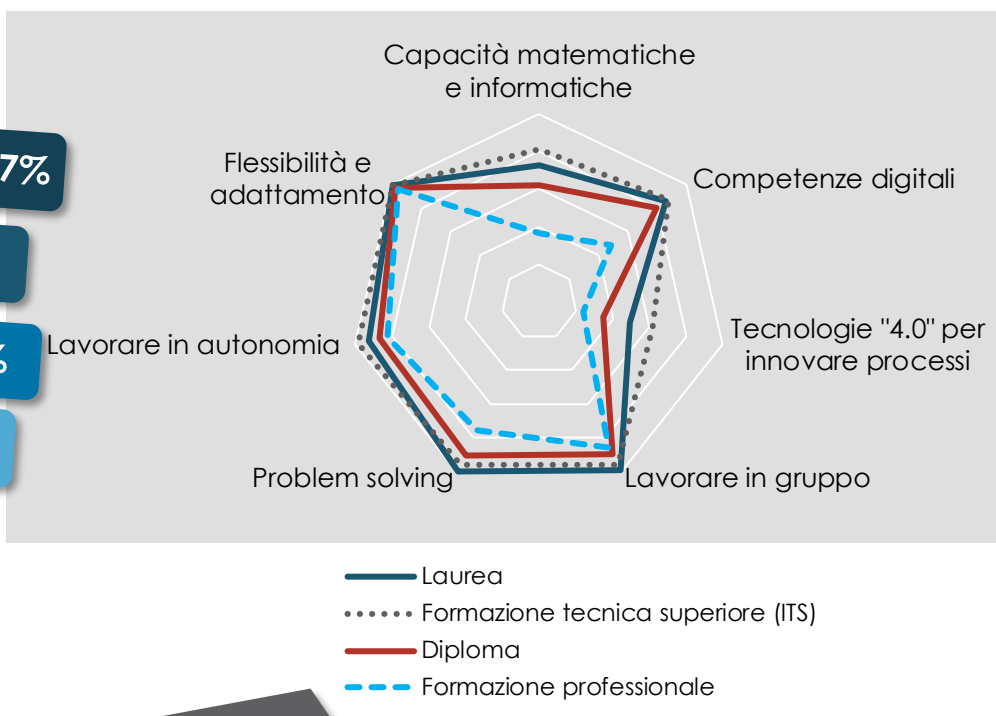 Capacità matematiche
e informatiche
7%
Flessibilità e
adattamento
Competenze digitali
Tecnologie "4.0" per
innovare processi
Lavorare in autonomia
%
Problem solving
Lavorare in gruppo
Laurea
Formazione tecnica superiore (ITS)
Diploma
Formazione professionale